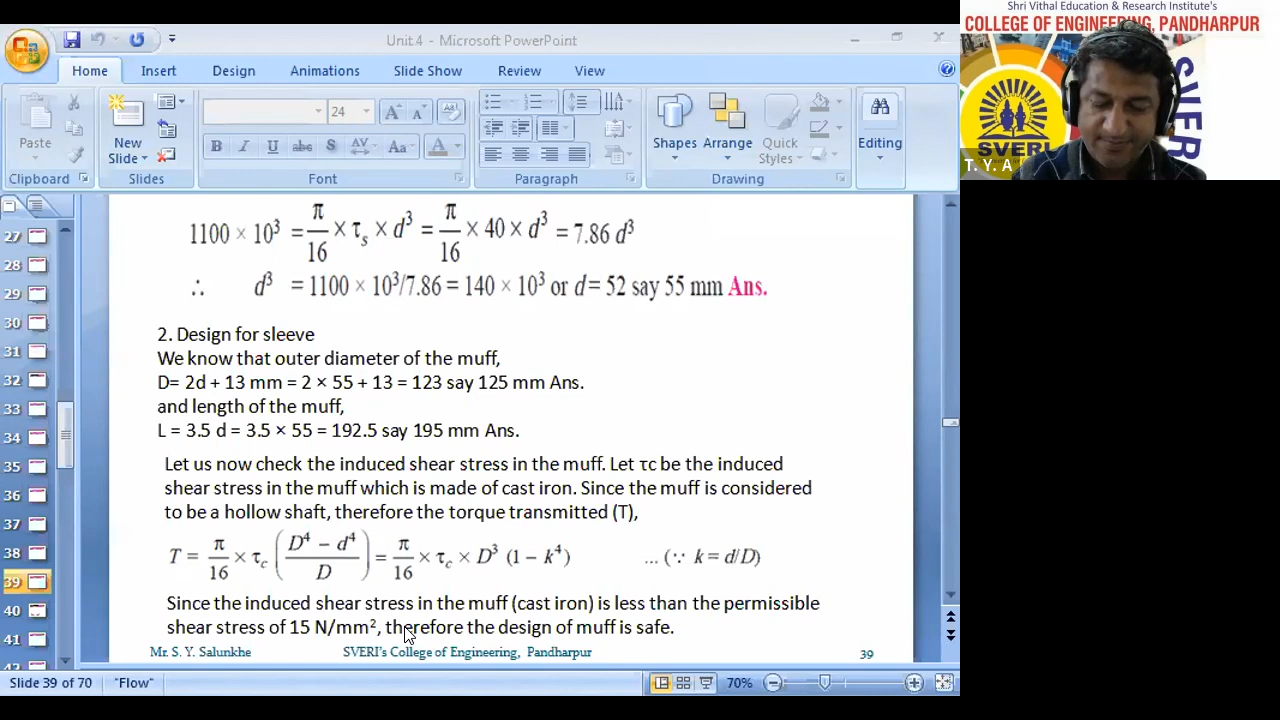 Unit 4 - Microsoft PowerPoint
Home Insert Design Animations Slide Show Review View
Paste
New
Slide
24
B I U abc S AV Aa A
Shapes Arrange Quick
Styles
Editing
Clipboard Slides Font Paragraph Drawing
27
28
29
30
31
32
33
34
35
36
37
38
39
40
41
1100 × 10³ = π/16 × τs × d³ = π/16 × 40 × d³ = 7.86 d³
∴ d³ = 1100 × 10³/7.86 = 140 × 10³ or d = 52 say 55 mm Ans.
2. Design for sleeve
We know that outer diameter of the muff,
D= 2d + 13 mm = 2 × 55 + 13 = 123 say 125 mm Ans.
and length of the muff,
L = 3.5 d = 3.5 × 55 = 192.5 say 195 mm Ans.
Let us now check the induced shear stress in the muff. Let τc be the induced
shear stress in the muff which is made of cast iron. Since the muff is considered
to be a hollow shaft, therefore the torque transmitted (T),
T = π/16 × τc (D⁴ − d⁴/D) = π/16 × τc × D³ (1 − k⁴) ... (∵ k = d/D)
Since the induced shear stress in the muff (cast iron) is less than the permissible
shear stress of 15 N/mm², therefore the design of muff is safe.
Mr. S. Y. Salunkhe SVERI's College of Engineering, Pandharpur 39
Slide 39 of 70 "Flow" 70%
Shri Vithal Education & Research Institute's
COLLEGE OF ENGINEERING, PANDHARPUR
SVERI
SVERI
T. Y. A